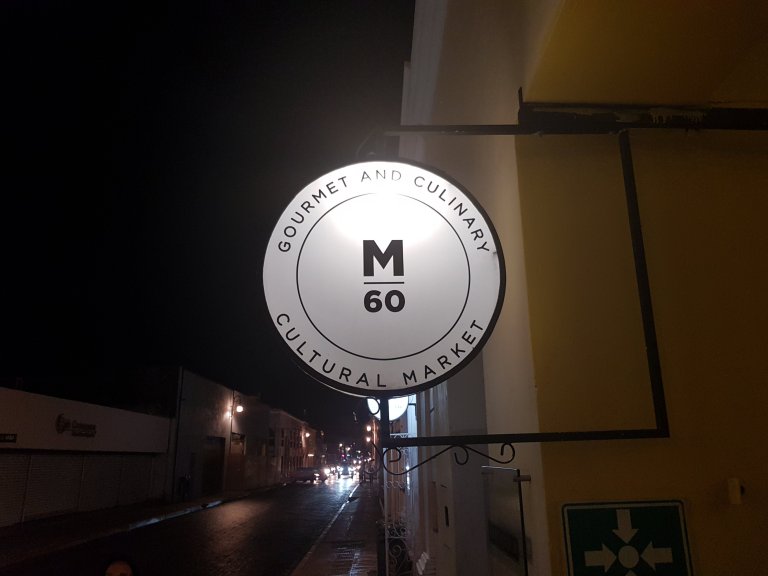 GOURMET AND CULINARY
M
60
CULTURAL MARKET